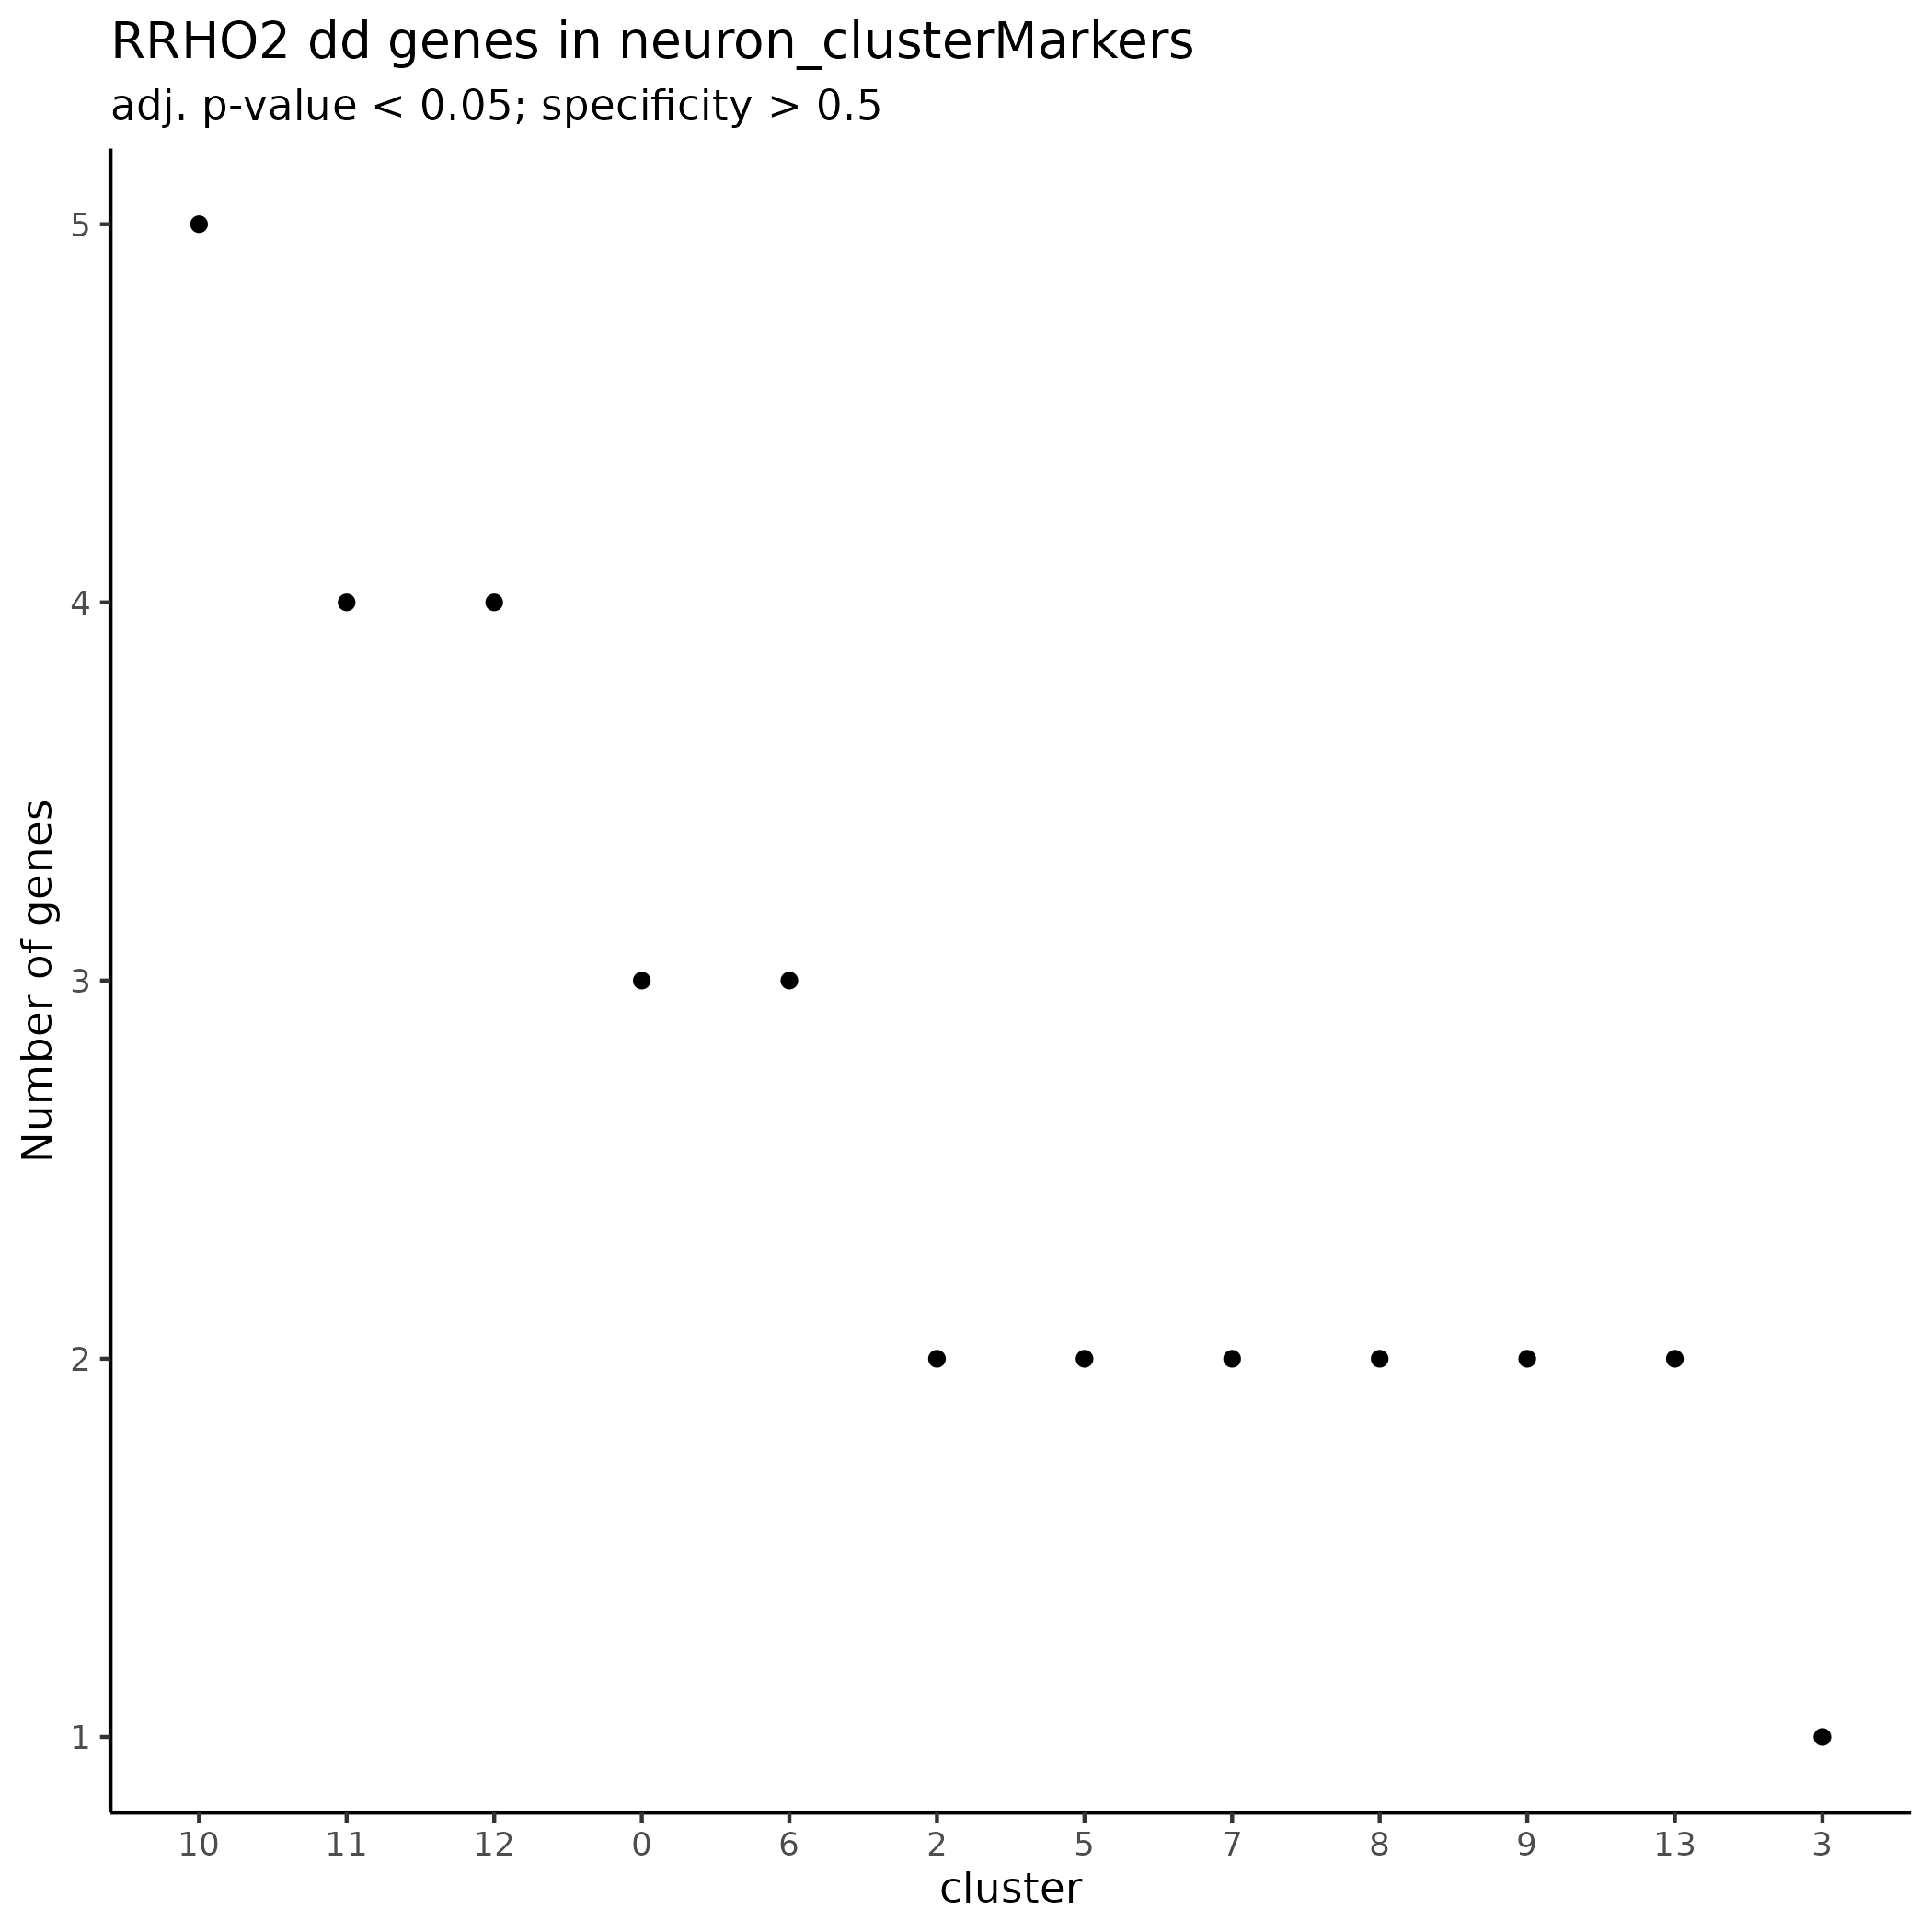 RRHO2 dd genes in neuron_clusterMarkers
adj. p-value < 0.05; specificity > 0.5
Number of genes
5
4
3
2
1
10 11 12 0 6 2 5 7 8 9 13 3
cluster